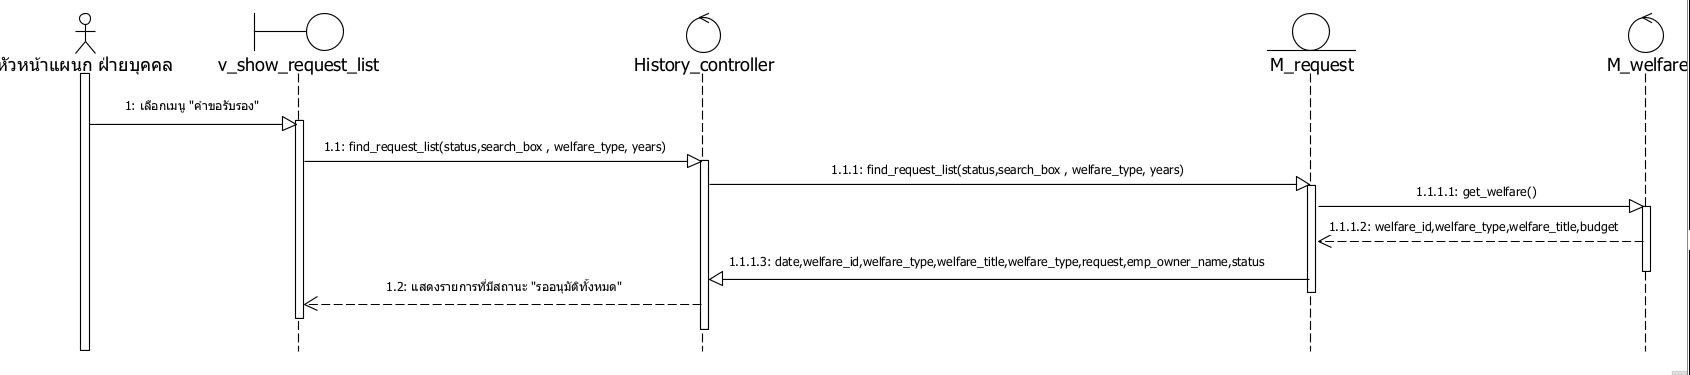 หัวหน้าแผนก ฝ่ายบุคคล
v_show_request_list
History_controller
M_request
M_welfare
1: เลือกเมนู "คำขอรับรอง"
1.1: find_request_list(status,search_box , welfare_type, years)
1.1.1: find_request_list(status,search_box , welfare_type, years)
1.1.1.1: get_welfare()
1.1.1.2: welfare_id,welfare_type,welfare_title,budget
1.1.1.3: date,welfare_id,welfare_type,welfare_title,welfare_type,request,emp_owner_name,status
1.2: แสดงรายการที่มีสถานะ "รออนุมัติทั้งหมด"